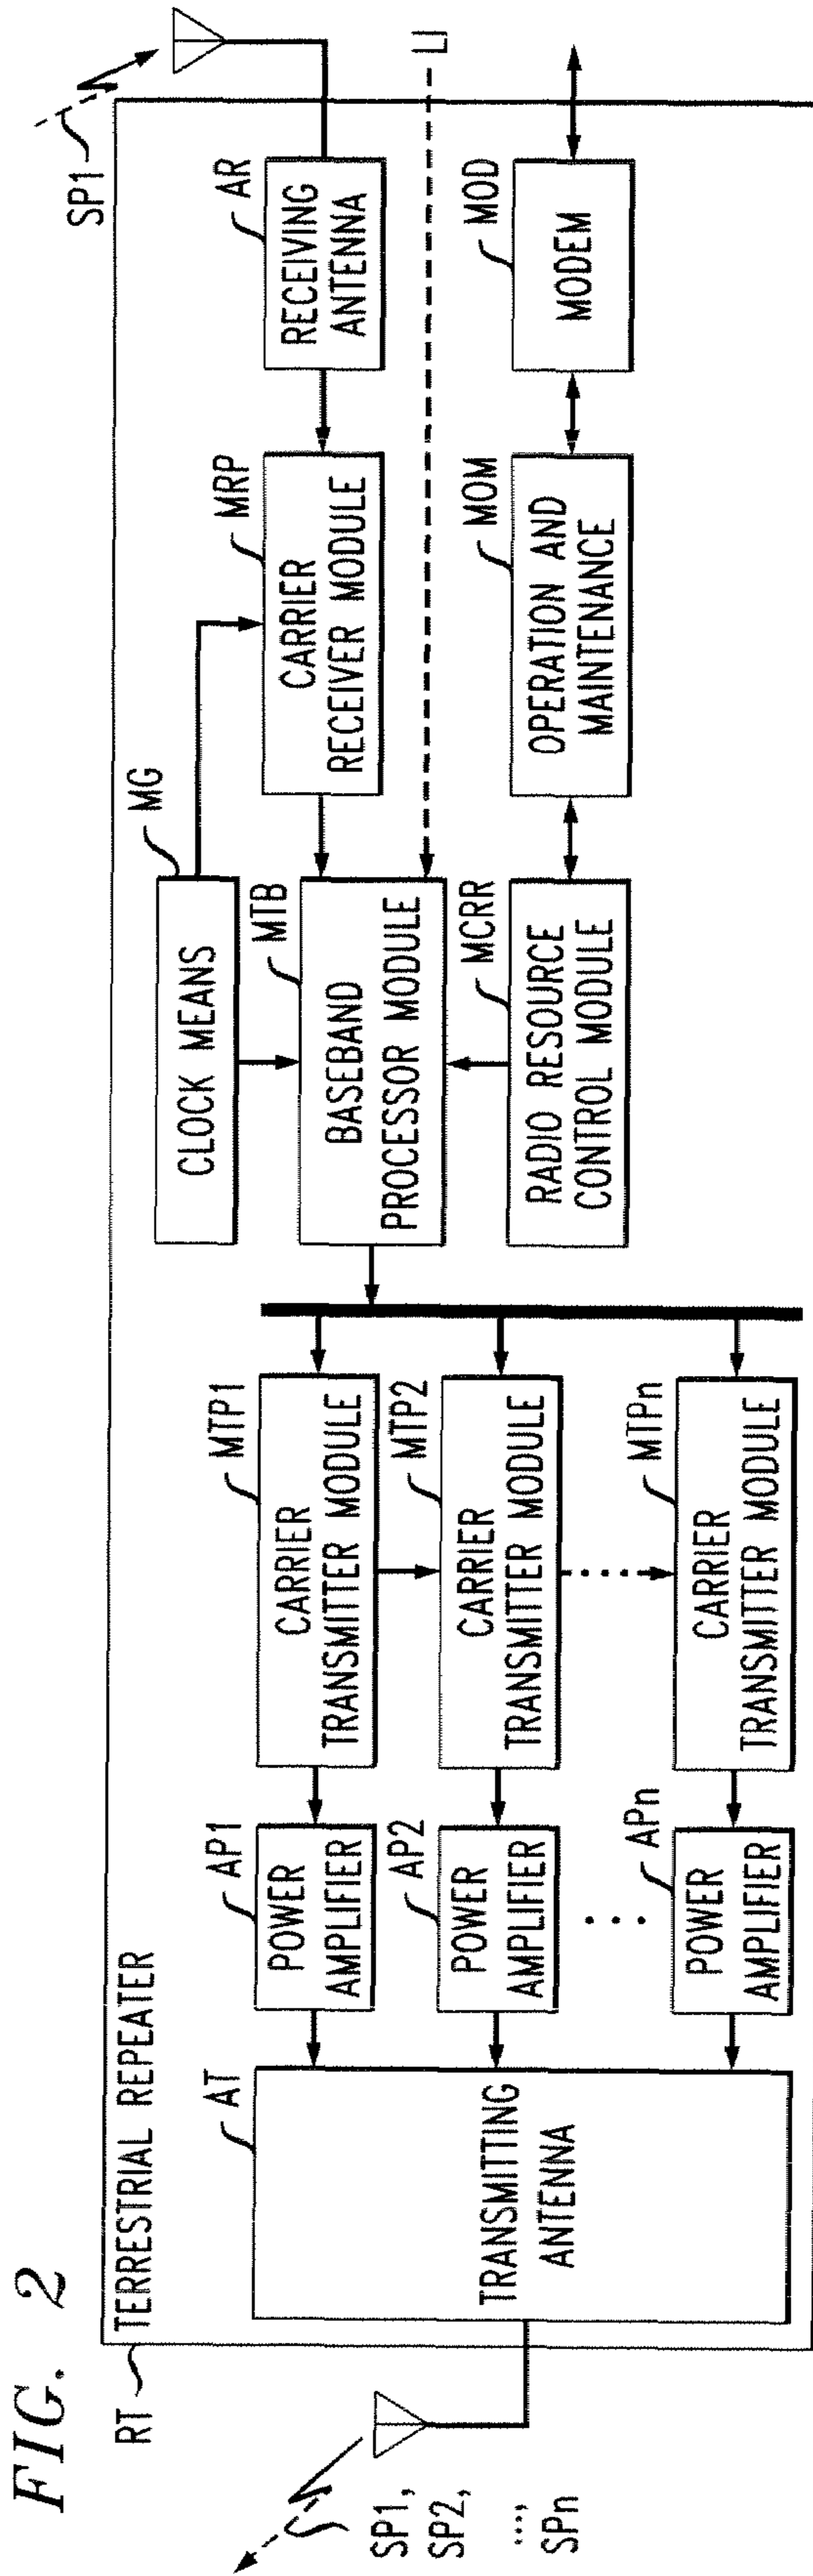 FIG. 2
RT
TERRESTRIAL REPEATER
SP1,
SP2,
...,
SPn
AT
TRANSMITTING
ANTENNA
AP1
POWER
AMPLIFIER
AP2
POWER
AMPLIFIER
...
APn
POWER
AMPLIFIER
MTP1
CARRIER
TRANSMITTER MODULE
MTP2
CARRIER
TRANSMITTER MODULE
MTPn
CARRIER
TRANSMITTER MODULE
MG
CLOCK MEANS
MTB
BASEBAND
PROCESSOR MODULE
MCRR
RADIO RESOURCE
CONTROL MODULE
MRP
CARRIER
RECEIVER MODULE
MOM
OPERATION AND
MAINTENANCE
AR
RECEIVING
ANTENNA
MOD
MODEM
SP1
LI